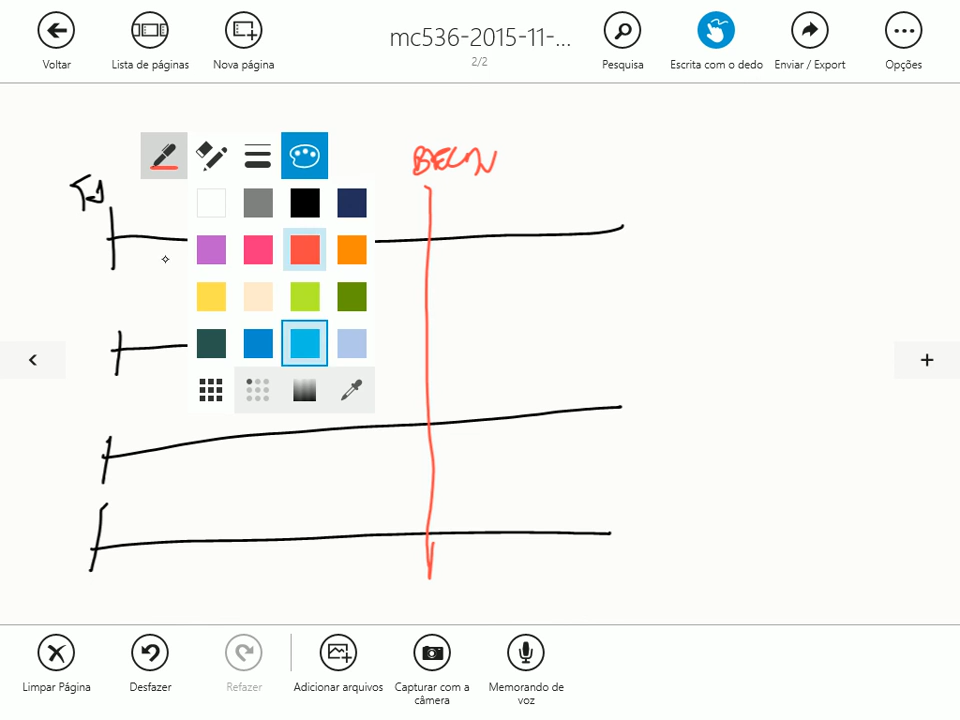 Voltar
Lista de páginas
Nova página
mc536-2015-11-...
2/2
Pesquisa
Escrita com o dedo
Enviar / Export
Opções
Limpar Página
Desfazer
Refazer
Adicionar arquivos
Capturar com a
câmera
Memorando de
voz